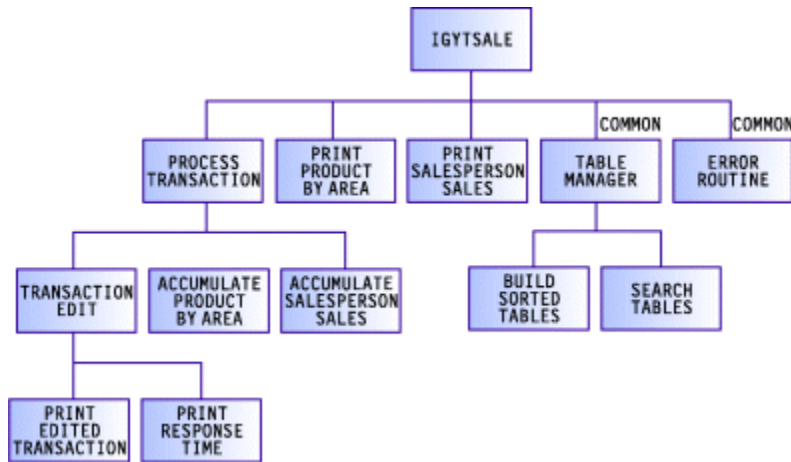 IGYTSALE
COMMON
COMMON
PROCESS
TRANSACTION
PRINT
PRODUCT
BY AREA
PRINT
SALESPERSON
SALES
TABLE
MANAGER
ERROR
ROUTINE
TRANSACTION
EDIT
ACCUMULATE
PRODUCT
BY AREA
ACCUMULATE
SALESPERSON
SALES
BUILD
SORTED
TABLES
SEARCH
TABLES
PRINT
EDITED
TRANSACTION
PRINT
RESPONSE
TIME